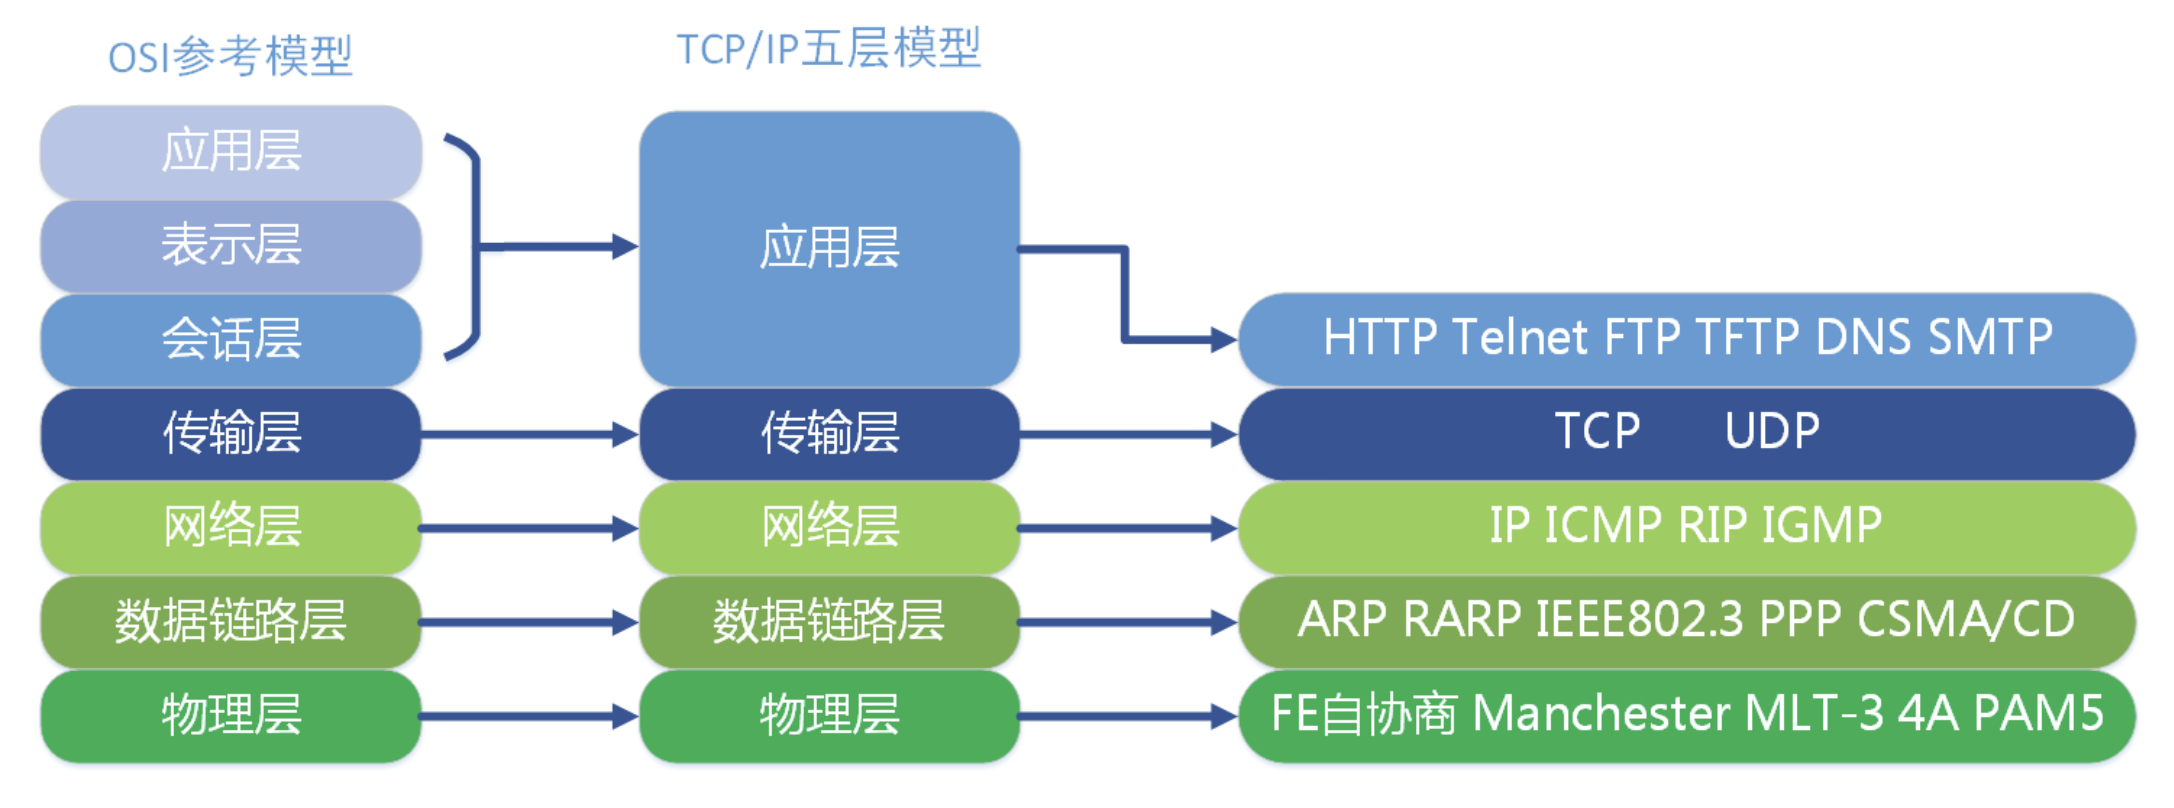 OSI参考模型
应用层
表示层
会话层
传输层
网络层
数据链路层
物理层
TCP/IP五层模型
应用层
传输层
网络层
数据链路层
物理层
HTTP Telnet FTP TFTP DNS SMTP
TCP UDP
IP ICMP RIP IGMP
ARP RARP IEEE802.3 PPP CSMA/CD
FE自协商 Manchester MLT-3 4A PAM5